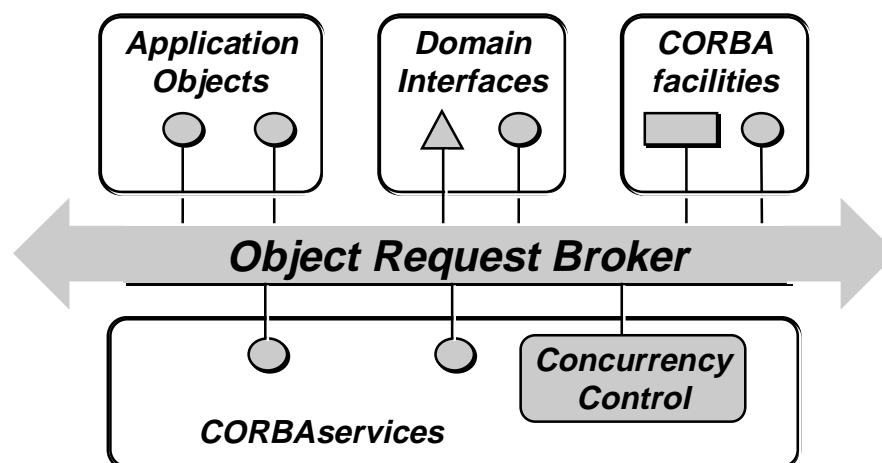 Application
Objects
Domain
Interfaces
CORBA
facilities
Object Request Broker
Concurrency
Control
CORBAservices